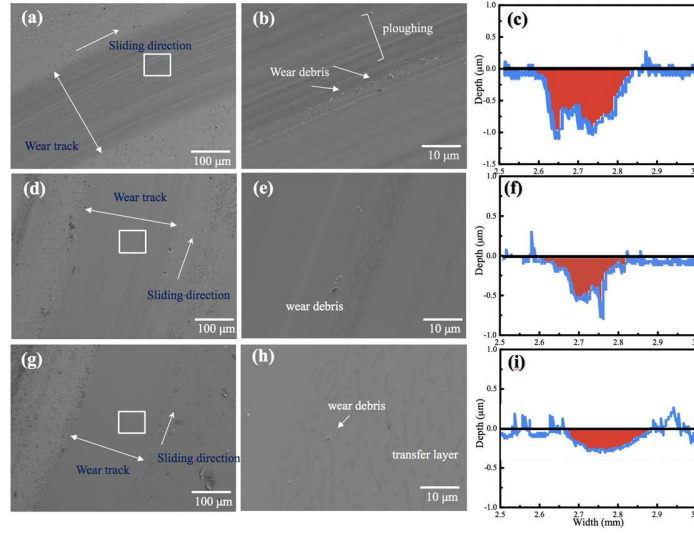 (a)
Sliding direction
Wear track
100 μm
(b)
ploughing
Wear debris
10 μm
(c)
Depth (μm)
1.0
0.5
0.0
-0.5
-1.0
-1.5
2.5 2.6 2.7 2.8 2.9
(d)
Wear track
Sliding direction
100 μm
(e)
wear debris
10 μm
(f)
Depth (μm)
1.0
0.5
0.0
-0.5
-1.0
2.5 2.6 2.7 2.8 2.9
(g)
Wear track
Sliding direction
100 μm
(h)
wear debris
transfer layer
10 μm
(i)
Depth (μm)
1.0
0.5
0.0
-0.5
-1.0
2.5 2.6 2.7 2.8 2.9
Width (mm)